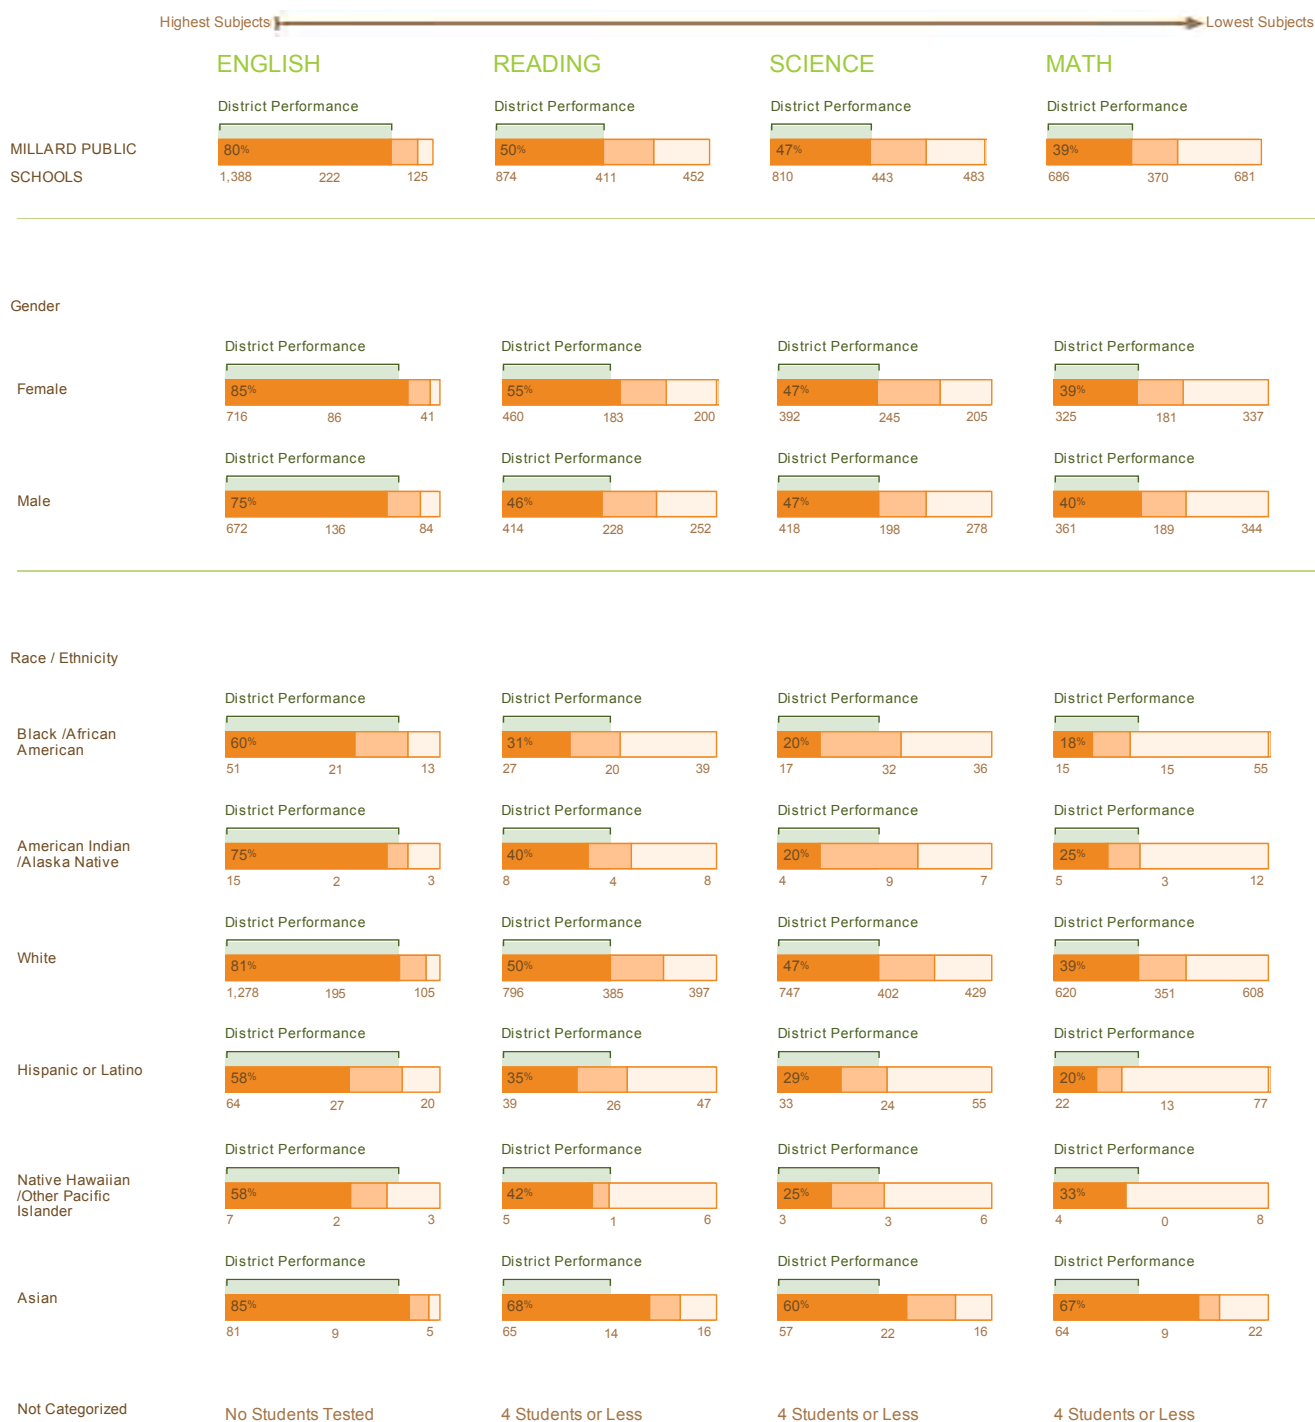 Highest Subjects Lowest Subjects
ENGLISH READING SCIENCE MATH
District Performance District Performance District Performance District Performance
MILLARD PUBLIC SCHOOLS
80% 50% 47% 39%
1,388 222 125 874 411 452 810 443 483 686 370 681
Gender
District Performance District Performance District Performance District Performance
Female 85% 55% 47% 39%
716 86 41 460 183 200 392 245 205 325 181 337
District Performance District Performance District Performance District Performance
Male 75% 46% 47% 40%
672 136 84 414 228 252 418 198 278 361 189 344
Race / Ethnicity
District Performance District Performance District Performance District Performance
Black /African
American
60% 31% 20% 18%
51 21 13 27 20 39 17 32 36 15 15 55
District Performance District Performance District Performance District Performance
American Indian
/Alaska Native
75% 40% 20% 25%
15 2 3 8 4 8 4 9 7 5 3 12
District Performance District Performance District Performance District Performance
White 81% 50% 47% 39%
1,278 195 105 796 385 397 747 402 429 620 351 608
District Performance District Performance District Performance District Performance
Hispanic or Latino 58% 35% 29% 20%
64 27 20 39 26 47 33 24 55 22 13 77
District Performance District Performance District Performance District Performance
Native Hawaiian
/Other Pacific
Islander
58% 42% 25% 33%
7 2 3 5 1 6 3 3 6 4 0 8
District Performance District Performance District Performance District Performance
Asian 85% 68% 60% 67%
81 9 5 65 14 16 57 22 16 64 9 22
Not Categorized No Students Tested 4 Students or Less 4 Students or Less 4 Students or Less